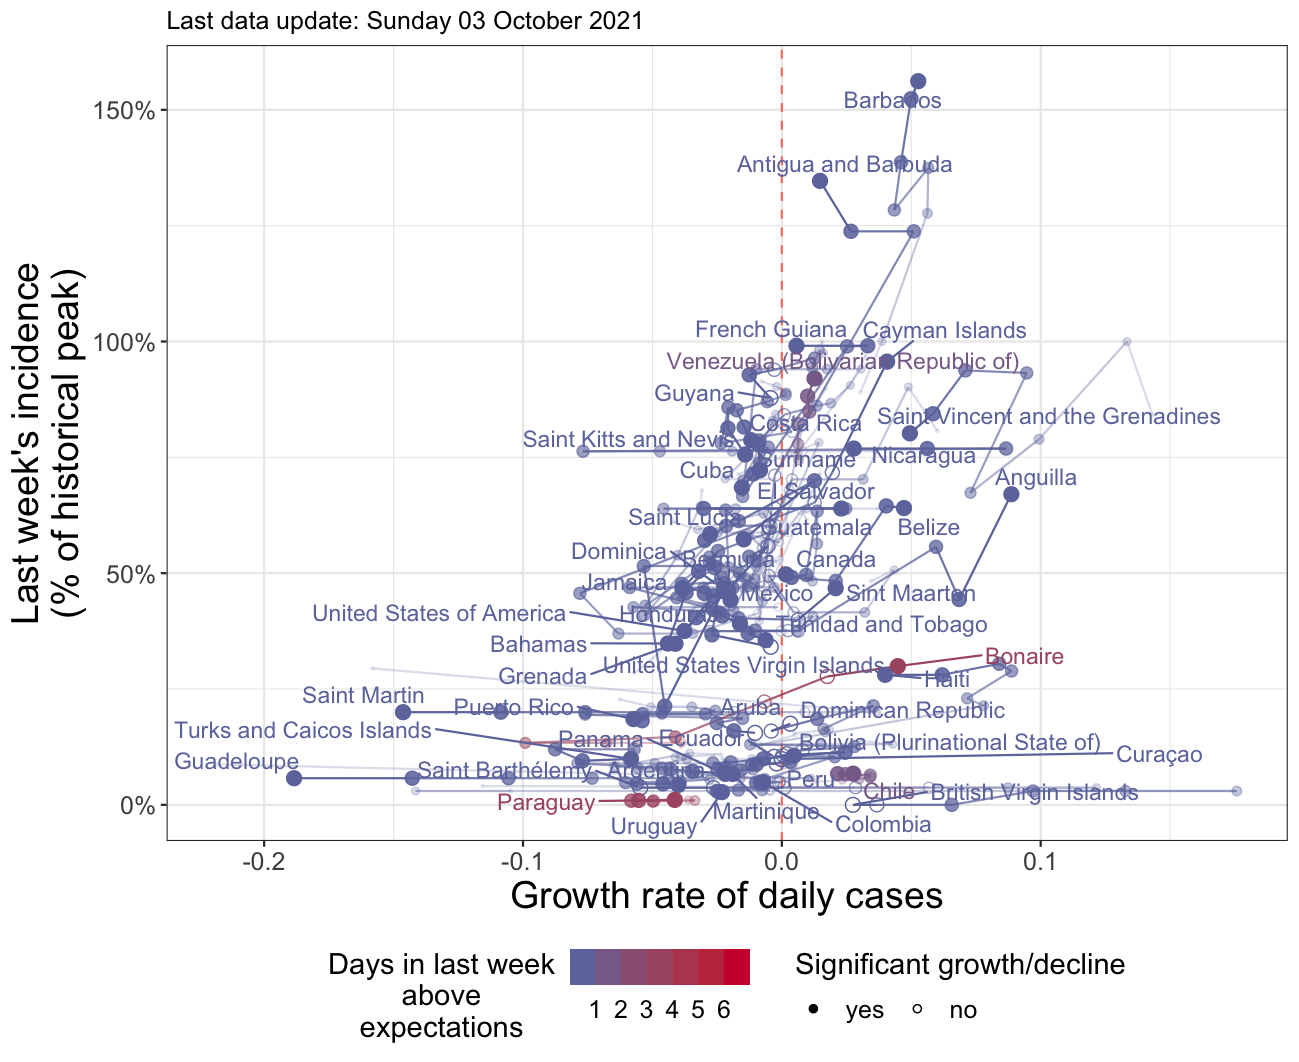 Last data update: Sunday 03 October 2021
Last week's incidence
(% of historical peak)
150%
100%
50%
0%
Barbados
Antigua and Barbuda
French Guiana
Cayman Islands
Venezuela (Bolivarian Republic of)
Guyana
Saint Vincent and the Grenadines
Costa Rica
Saint Kitts and Nevis
Nicaragua
Suriname
Cuba
Anguilla
El Salvador
Saint Lucia
Guatemala
Belize
Dominica
Bermuda
Canada
Jamaica
Mexico
Sint Maarten
United States of America
Honduras
Trinidad and Tobago
Bahamas
Bonaire
United States Virgin Islands
Grenada
Haiti
Saint Martin
Puerto Rico
Aruba
Dominican Republic
Turks and Caicos Islands
Panama
Ecuador
Bolivia (Plurinational State of)
Curaçao
Guadeloupe
Saint Barthélemy
Argentina
Peru
Chile
British Virgin Islands
Paraguay
Martinique
Uruguay
Colombia
-0.2
-0.1
0.0
0.1
Growth rate of daily cases
Days in last week
above
expectations
1 2 3 4 5 6
Significant growth/decline
yes
no